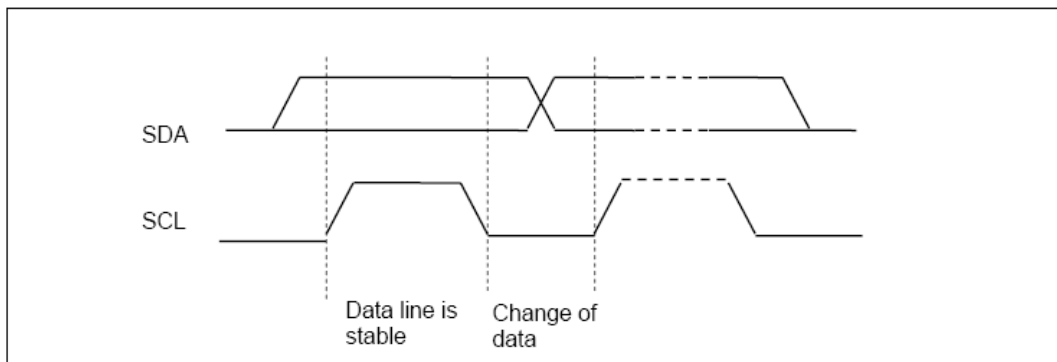 SDA
SCL
Data line is
stable
Change of
data